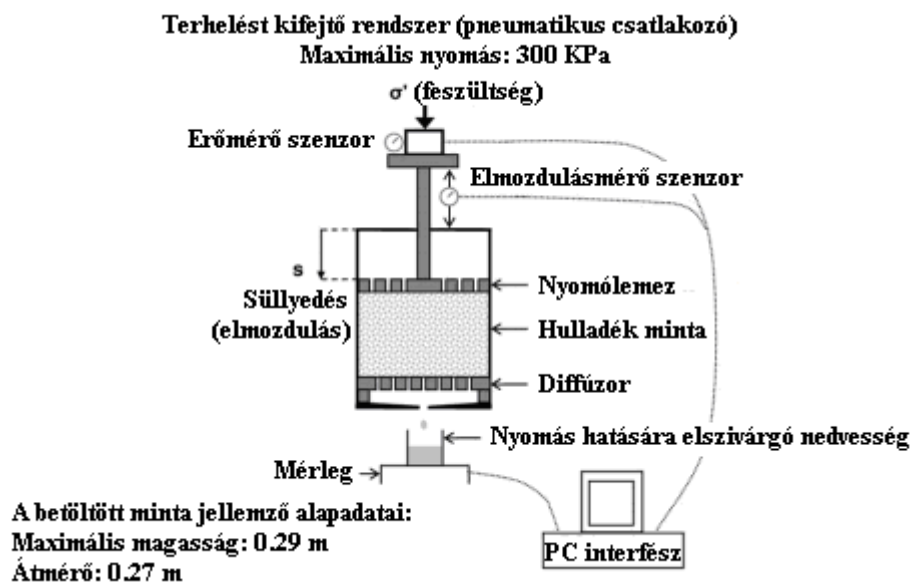 Terhelést kifejtő rendszer (pneumatikus csatlakozó)
Maximális nyomás: 300 KPa
σ' (feszültség)
Erőmérő szenzor
Elmozdulásmérő szenzor
s
Süllyedés
(elmozdulás)
Nyomólemez
Hulladék minta
Diffúzor
Nyomás hatására elszivárgó nedvesség
Mérleg
A betöltött minta jellemző alapadatai:
Maximális magasság: 0.29 m
Átmérő: 0.27 m
PC interfész